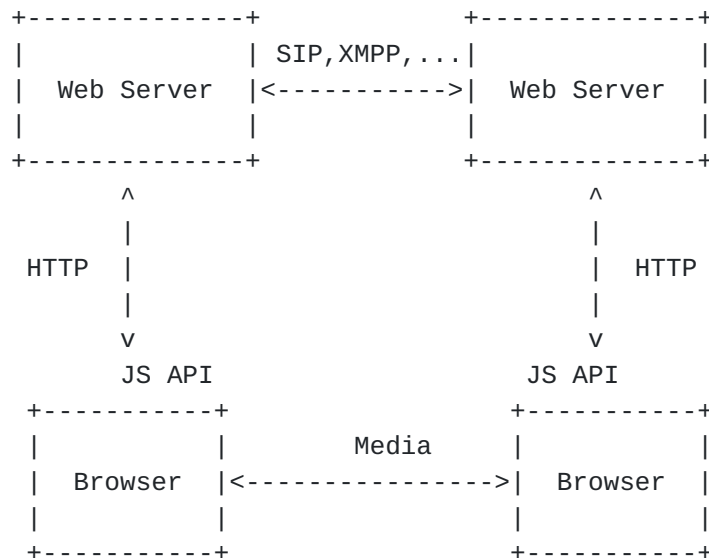 SIP,XMPP,...
Web Server Web Server
HTTP HTTP
JS API JS API
Media
Browser Browser